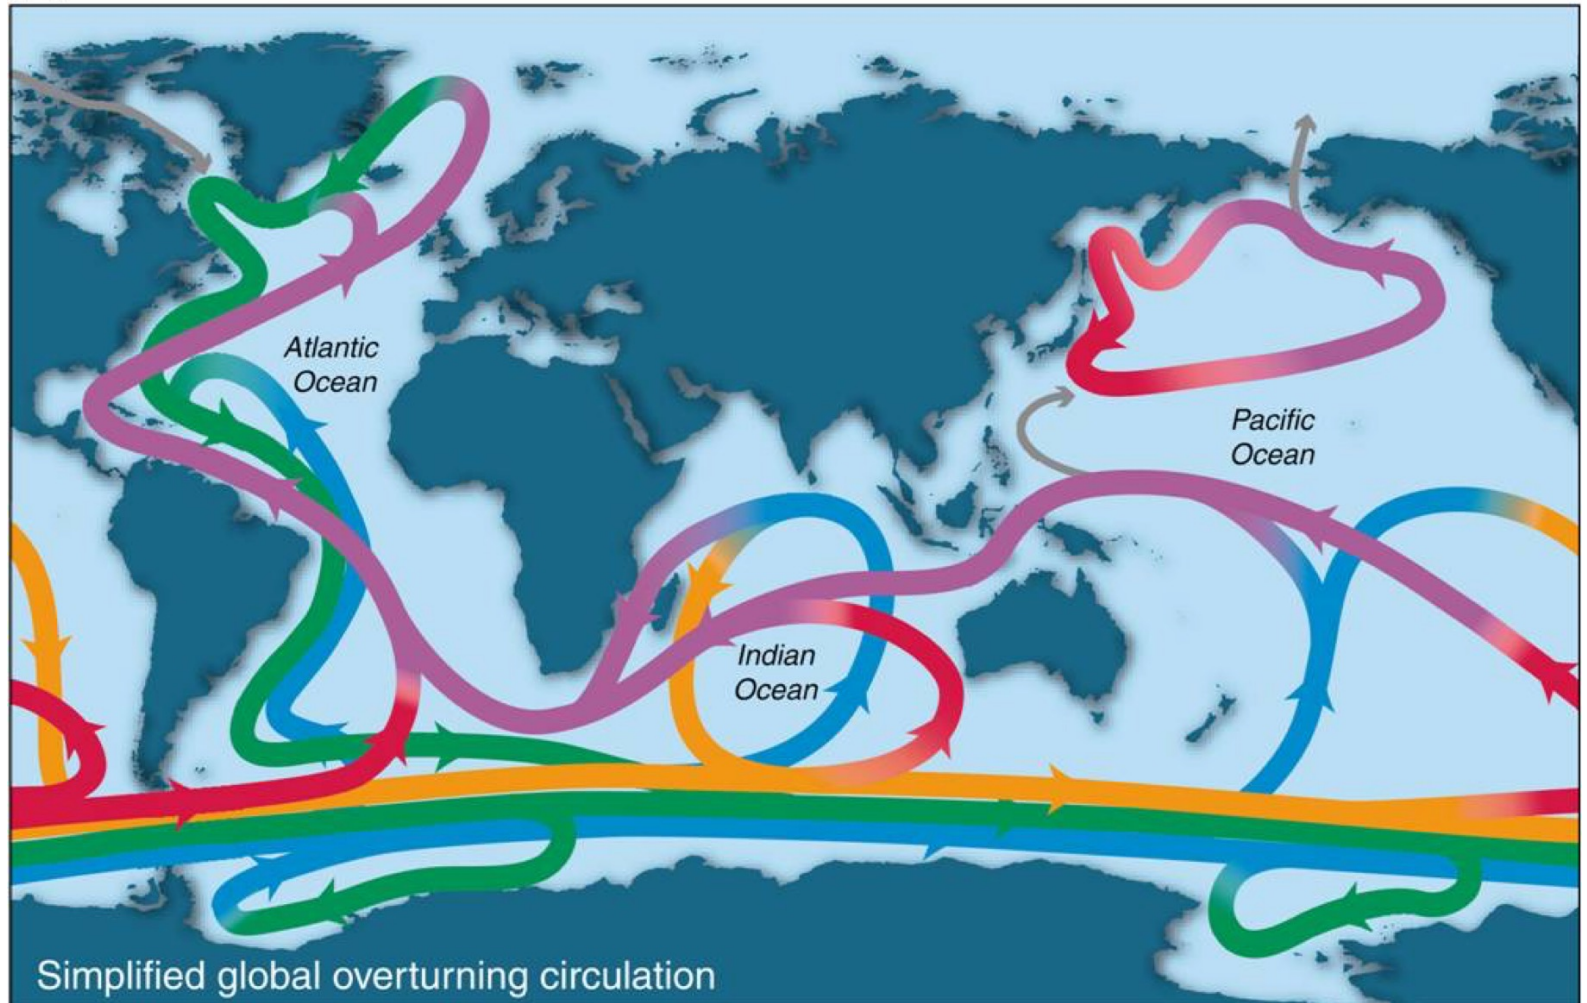 Atlantic
Ocean
Pacific
Ocean
Indian
Ocean
Simplified global overturning circulation